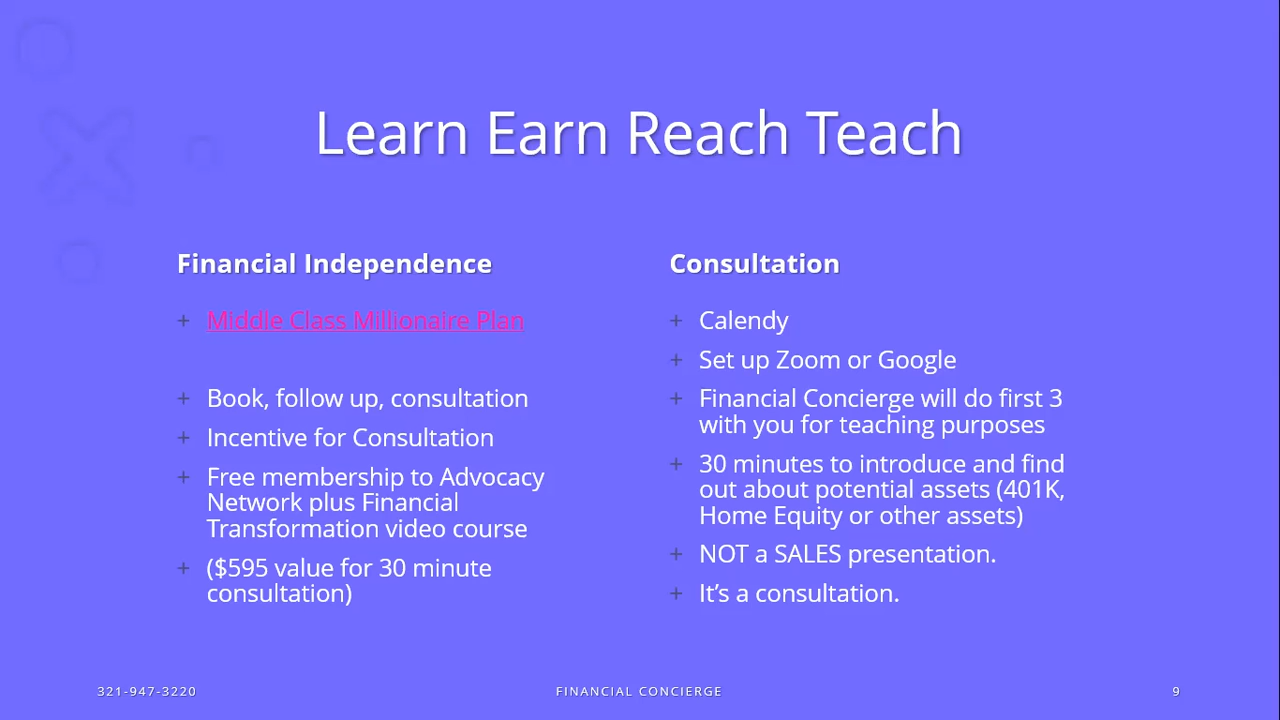 Learn Earn Reach Teach
Financial Independence
+ Middle Class Millionaire Plan
+ Book, follow up, consultation
+ Incentive for Consultation
+ Free membership to Advocacy
Network plus Financial
Transformation video course
+ ($595 value for 30 minute
consultation)
Consultation
+ Calendy
+ Set up Zoom or Google
+ Financial Concierge will do first 3
with you for teaching purposes
+ 30 minutes to introduce and find
out about potential assets (401K,
Home Equity or other assets)
+ NOT a SALES presentation.
+ It’s a consultation.
321-947-3220
FINANCIAL CONCIERGE
9